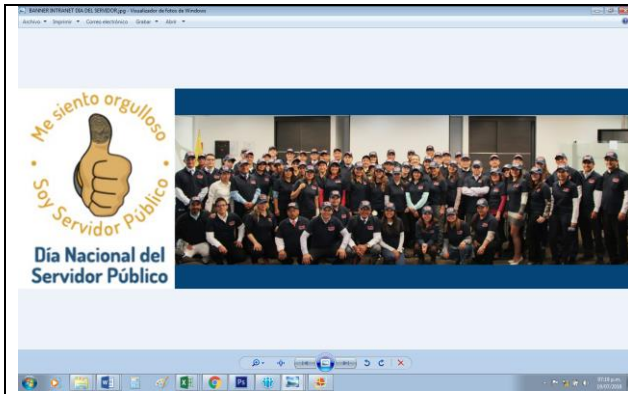 BANNER INTRANET DIA DEL SERVIDOR.jpg - Visualizador de fotos de Windows
Archivo Imprimir Correo electrónico Grabar Abrir
Me siento orgulloso
Soy Servidor Público
Día Nacional del
Servidor Público